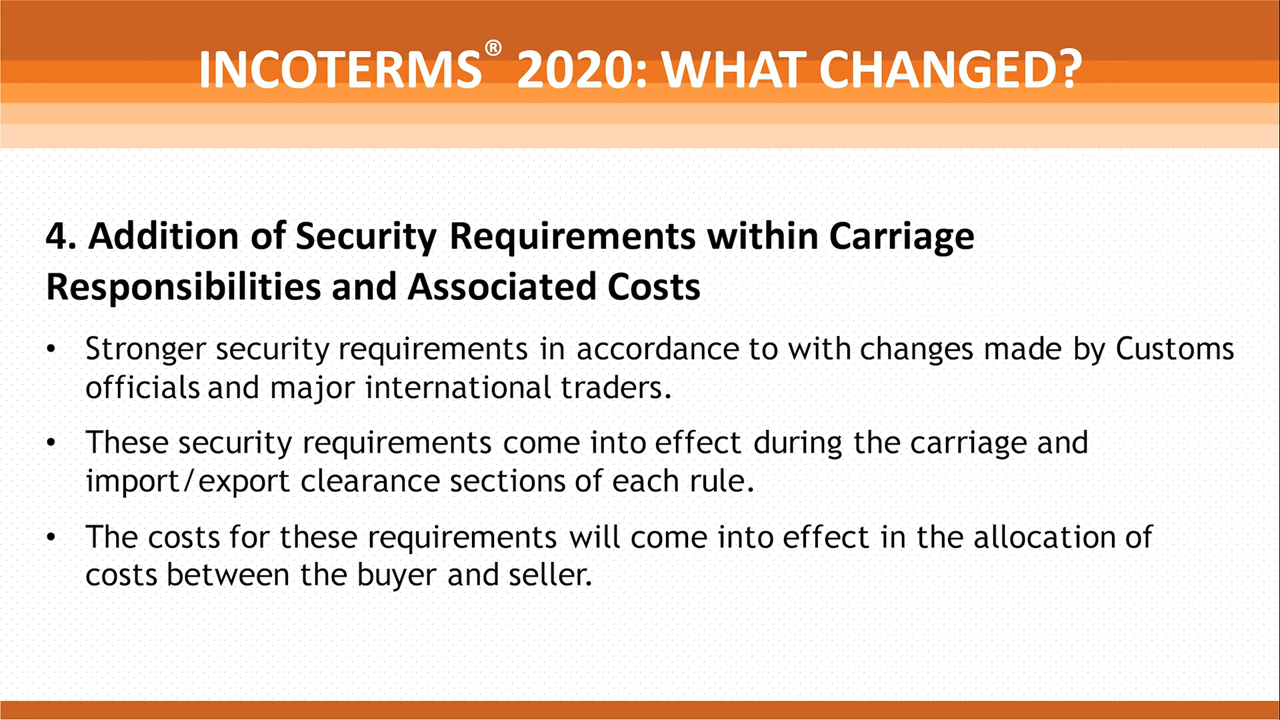 INCOTERMS® 2020: WHAT CHANGED?
4. Addition of Security Requirements within Carriage
Responsibilities and Associated Costs
• Stronger security requirements in accordance to with changes made by Customs
officials and major international traders.
• These security requirements come into effect during the carriage and
import/export clearance sections of each rule.
• The costs for these requirements will come into effect in the allocation of
costs between the buyer and seller.